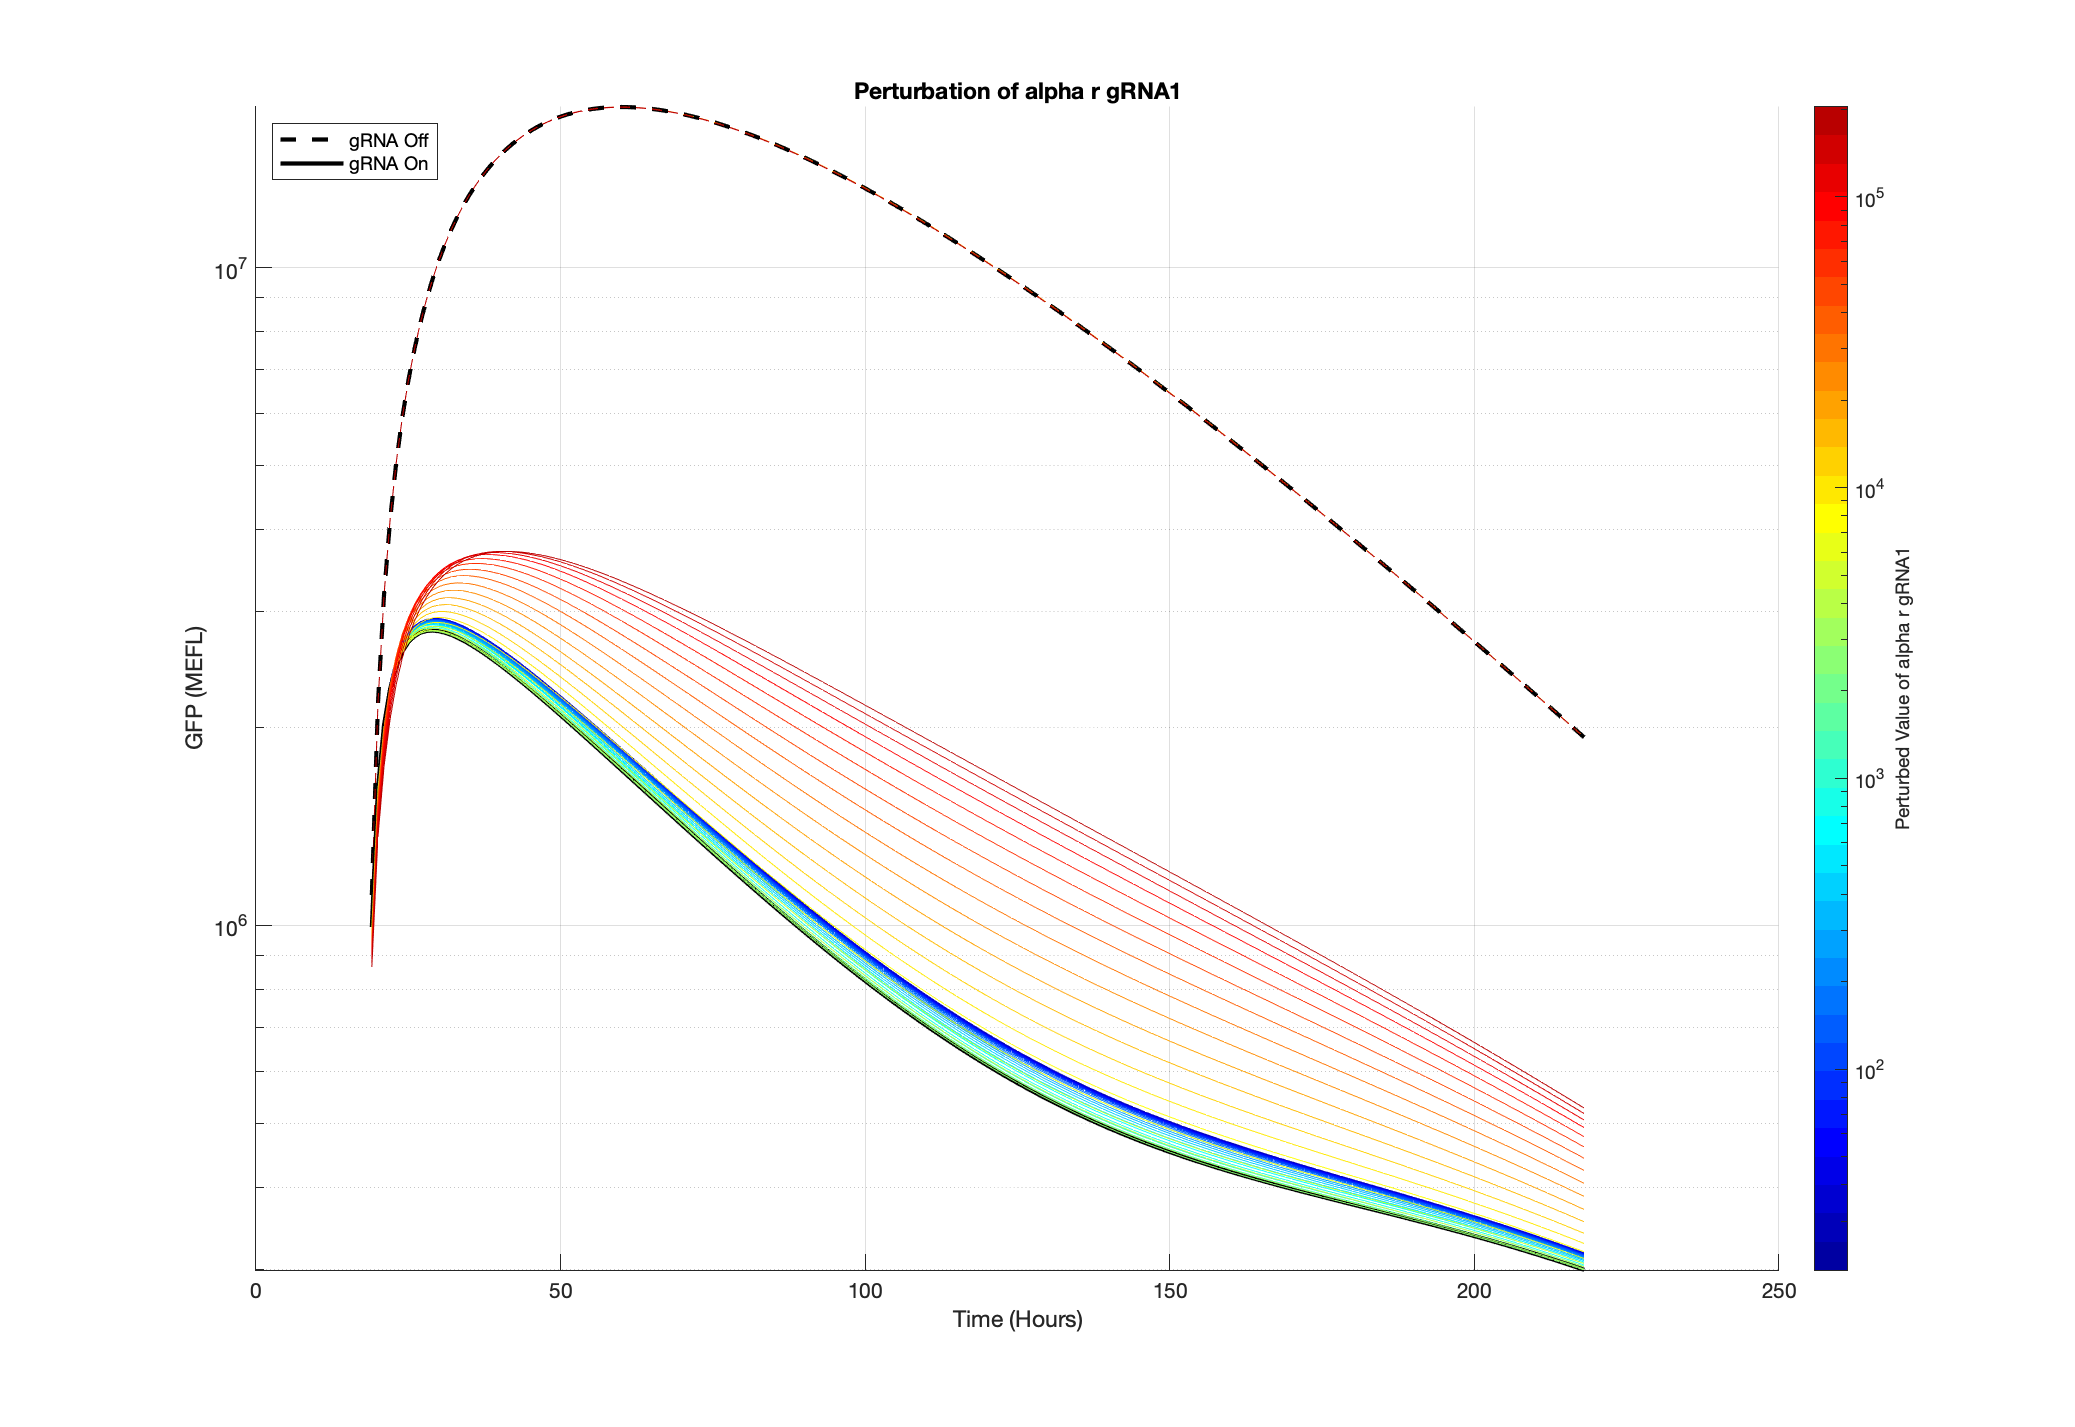 Perturbation of alpha r gRNA1
gRNA Off
gRNA On
10^7
10^6
GFP (MEFL)
0 50 100 150 200 250
Time (Hours)
10^5
10^4
10^3
10^2
Perturbed Value of alpha r gRNA1